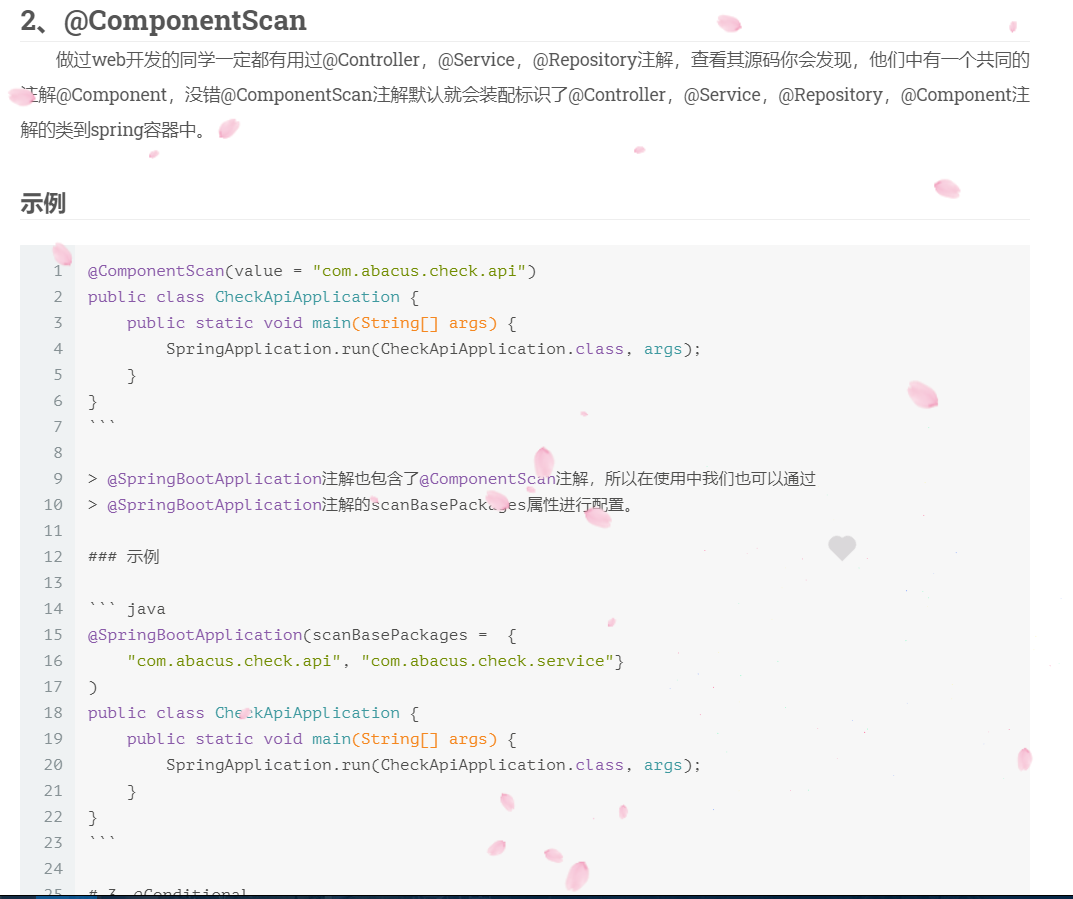 2、@ComponentScan
做过web开发的同学一定都有用过@Controller，@Service，@Repository注解，查看其源码你会发现，他们中有一个共同的
注解@Component，没错@ComponentScan注解默认就会装配标识了@Controller，@Service，@Repository，@Component注
解的类到spring容器中。
示例
1 @ComponentScan(value = "com.abacus.check.api")
2 public class CheckApiApplication {
3     public static void main(String[] args) {
4         SpringApplication.run(CheckApiApplication.class, args);
5     }
6 }
7 ```
8
9 > @SpringBootApplication注解也包含了@ComponentScan注解，所以在使用中我们也可以通过
10 > @SpringBootApplication注解的scanBasePackages属性进行配置。
11
12 ### 示例
13
14 ``` java
15 @SpringBootApplication(scanBasePackages =  {
16     "com.abacus.check.api", "com.abacus.check.service"}
17 )
18 public class CheckApiApplication {
19     public static void main(String[] args) {
20         SpringApplication.run(CheckApiApplication.class, args);
21     }
22 }
23 ```
24
25 # 3、@Conditional